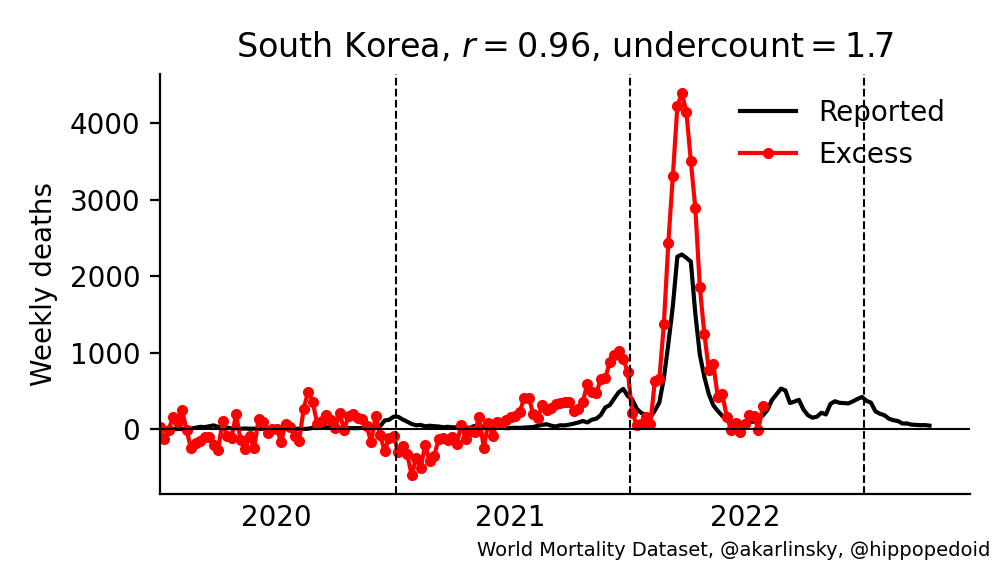 South Korea, r = 0.96, undercount = 1.7
Weekly deaths
4000
3000
2000
1000
0
Reported
Excess
2020 2021 2022
World Mortality Dataset, @akarlinsky, @hippopedoid